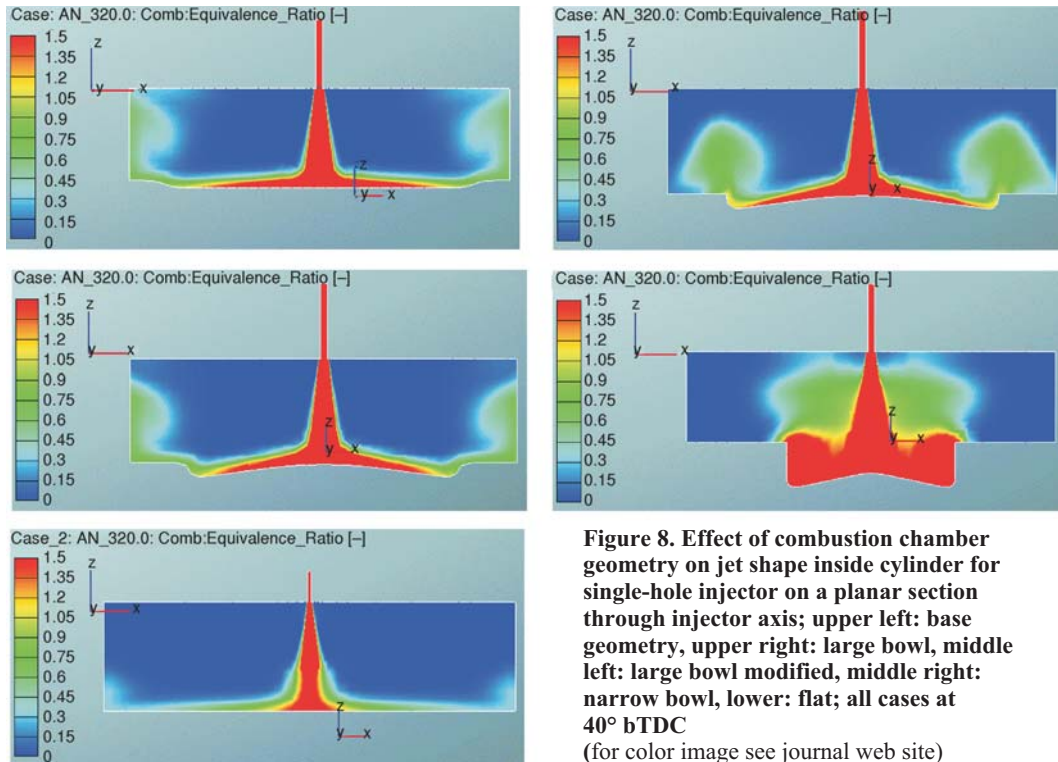 Case: AN_320.0: Comb:Equivalence_Ratio [–]
1.5
1.35
1.2
1.05
0.9
0.75
0.6
0.45
0.3
0.15
0
z
y
x
z
y
x
Case: AN_320.0: Comb:Equivalence_Ratio [–]
1.5
1.35
1.2
1.05
0.9
0.75
0.6
0.45
0.3
0.15
0
z
y
x
z
y
x
Case: AN_320.0: Comb:Equivalence_Ratio [–]
1.5
1.35
1.2
1.05
0.9
0.75
0.6
0.45
0.3
0.15
0
z
y
x
z
y
x
Case: AN_320.0: Comb:Equivalence_Ratio [–]
1.5
1.35
1.2
1.05
0.9
0.75
0.6
0.45
0.3
0.15
0
z
y
x
z
y
x
Case_2: AN_320.0: Comb:Equivalence_Ratio [–]
1.5
1.35
1.2
1.05
0.9
0.75
0.6
0.45
0.3
0.15
0
z
y
x
z
y
x
Figure 8. Effect of combustion chamber
geometry on jet shape inside cylinder for
single-hole injector on a planar section
through injector axis; upper left: base
geometry, upper right: large bowl, middle
left: large bowl modified, middle right:
narrow bowl, lower: flat; all cases at
40° bTDC
(for color image see journal web site)